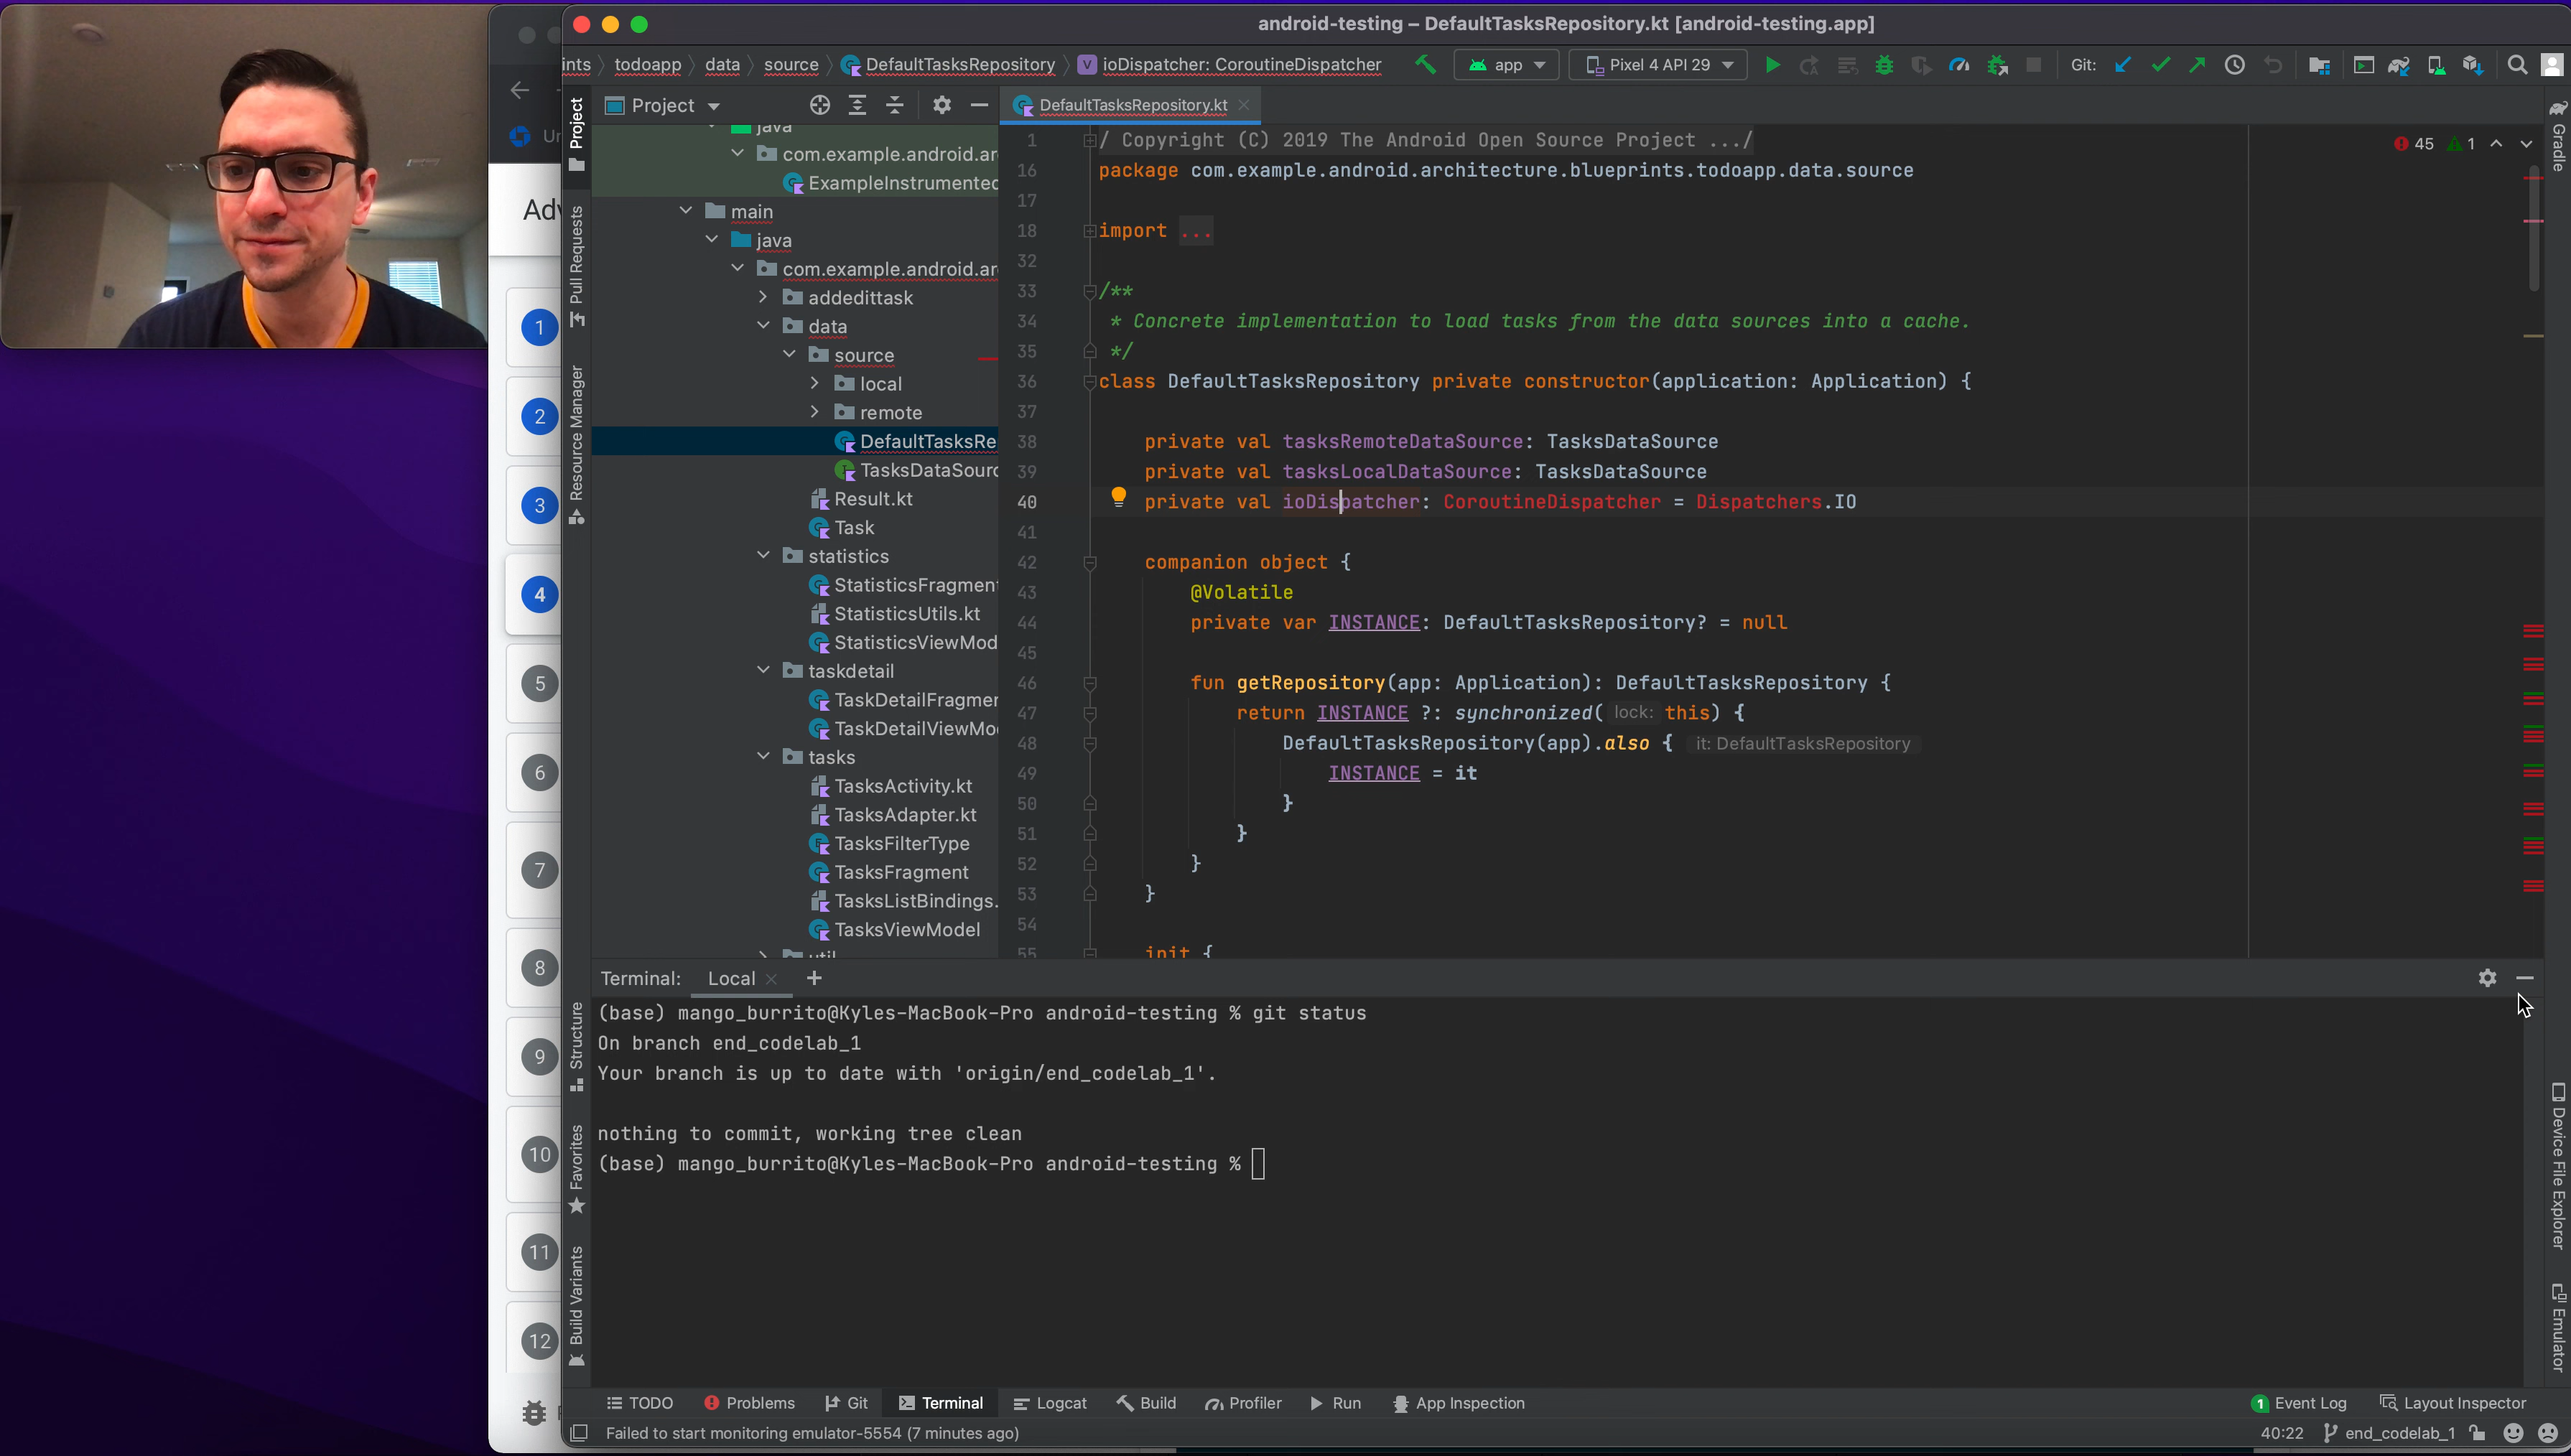 android-testing – DefaultTasksRepository.kt [android-testing.app]
ints todoapp data source DefaultTasksRepository V ioDispatcher: CoroutineDispatcher app Pixel 4 API 29 Git:
Project
DefaultTasksRepository.kt
Project
Pull Requests
Resource Manager
Structure
Favorites
Build Variants
Gradle
Device File Explorer
Emulator
Adv
1
2
3
4
5
6
7
8
9
10
11
12
java
com.example.android.ar
ExampleInstrumented
main
java
com.example.android.ar
addedittask
data
source
local
remote
DefaultTasksRe
TasksDataSourc
Result.kt
Task
statistics
StatisticsFragment
StatisticsUtils.kt
StatisticsViewMod
taskdetail
TaskDetailFragmer
TaskDetailViewMo
tasks
TasksActivity.kt
TasksAdapter.kt
TasksFilterType
TasksFragment
TasksListBindings.
TasksViewModel
util
45 1
1 / Copyright (C) 2019 The Android Open Source Project .../
16 package com.example.android.architecture.blueprints.todoapp.data.source
17
18 import ...
32
33 /**
34 * Concrete implementation to load tasks from the data sources into a cache.
35 */
36 class DefaultTasksRepository private constructor(application: Application) {
37
38 private val tasksRemoteDataSource: TasksDataSource
39 private val tasksLocalDataSource: TasksDataSource
40 private val ioDispatcher: CoroutineDispatcher = Dispatchers.IO
41
42 companion object {
43 @Volatile
44 private var INSTANCE: DefaultTasksRepository? = null
45
46 fun getRepository(app: Application): DefaultTasksRepository {
47 return INSTANCE ?: synchronized( lock: this) {
48 DefaultTasksRepository(app).also { it: DefaultTasksRepository
49 INSTANCE = it
50 }
51 }
52 }
53 }
54
55 init {
Terminal: Local +
(base) mango_burrito@Kyles-MacBook-Pro android-testing % git status
On branch end_codelab_1
Your branch is up to date with 'origin/end_codelab_1'.
nothing to commit, working tree clean
(base) mango_burrito@Kyles-MacBook-Pro android-testing %
TODO Problems Git Terminal Logcat Build Profiler Run App Inspection 1 Event Log Layout Inspector
Failed to start monitoring emulator-5554 (7 minutes ago) 40:22 end_codelab_1